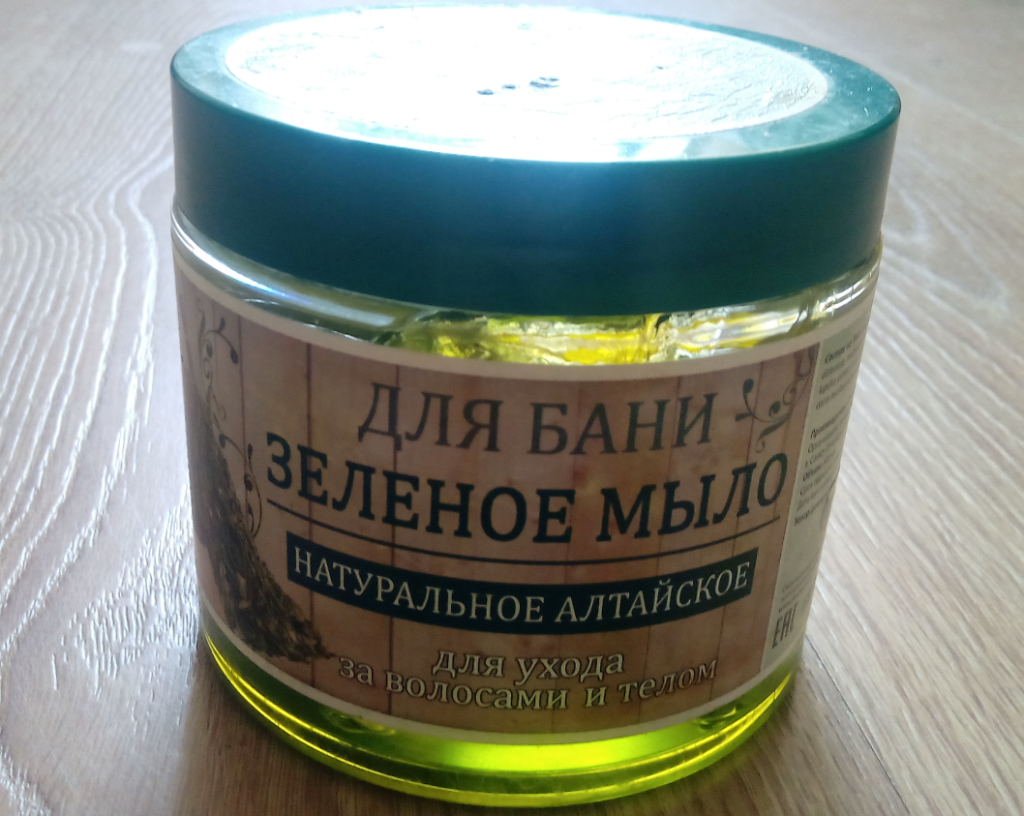 ДЛЯ БАНИ
ЗЕЛЕНОЕ МЫЛО
НАТУРАЛЬНОЕ АЛТАЙСКОЕ
для ухода
за волосами и телом
EAC